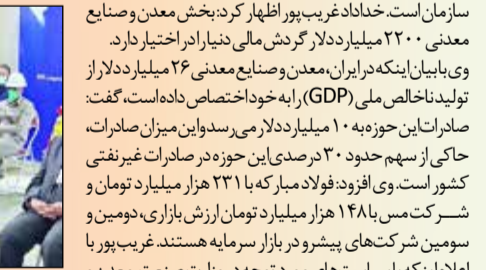 سازمان است. خداداد غریب پور اظهار کرد: بخش معدن و صنایع
معدنی ۲۲۰۰ میلیارد دلار گردش مالی دنیا را در اختیار دارد.
وی با بیان اینکه در ایران، معدن و صنایع معدنی ۲۶ میلیارد دلار از
تولید ناخالص ملی (GDP) را به خود اختصاص داده است، گفت:
صادرات این حوزه به ۱۰ میلیارد دلار می رسد و این میزان صادرات،
حاکی از سهم حدود ۳۰ درصدی این حوزه در صادرات غیر نفتی
کشور است. وی افزود: فولاد مبارکه با ۲۳۱ هزار میلیارد تومان و
شرکت مس با ۱۴۸ هزار میلیارد تومان ارزش بازاری، دومین و
سومین شرکت های پیشرو در بازار سرمایه هستند. غریب پور با